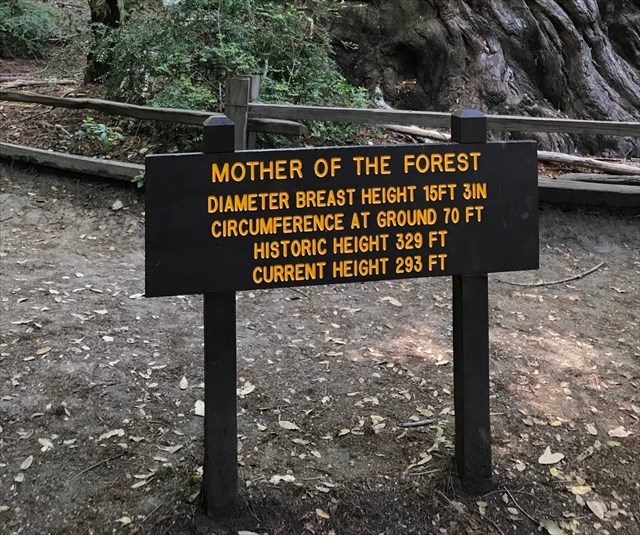 MOTHER OF THE FOREST
DIAMETER BREAST HEIGHT 15FT 3IN
CIRCUMFERENCE AT GROUND 70 FT
HISTORIC HEIGHT 329 FT
CURRENT HEIGHT 293 FT